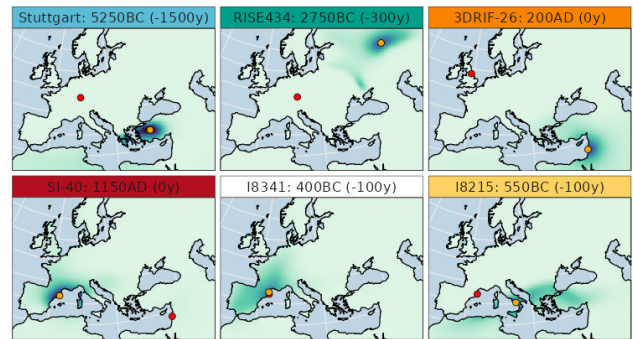 Stuttgart: 5250BC (-1500y)
RISE434: 2750BC (-300y)
3DRIF-26: 200AD (0y)
SI-40: 1150AD (0y)
I8341: 400BC (-100y)
I8215: 550BC (-100y)